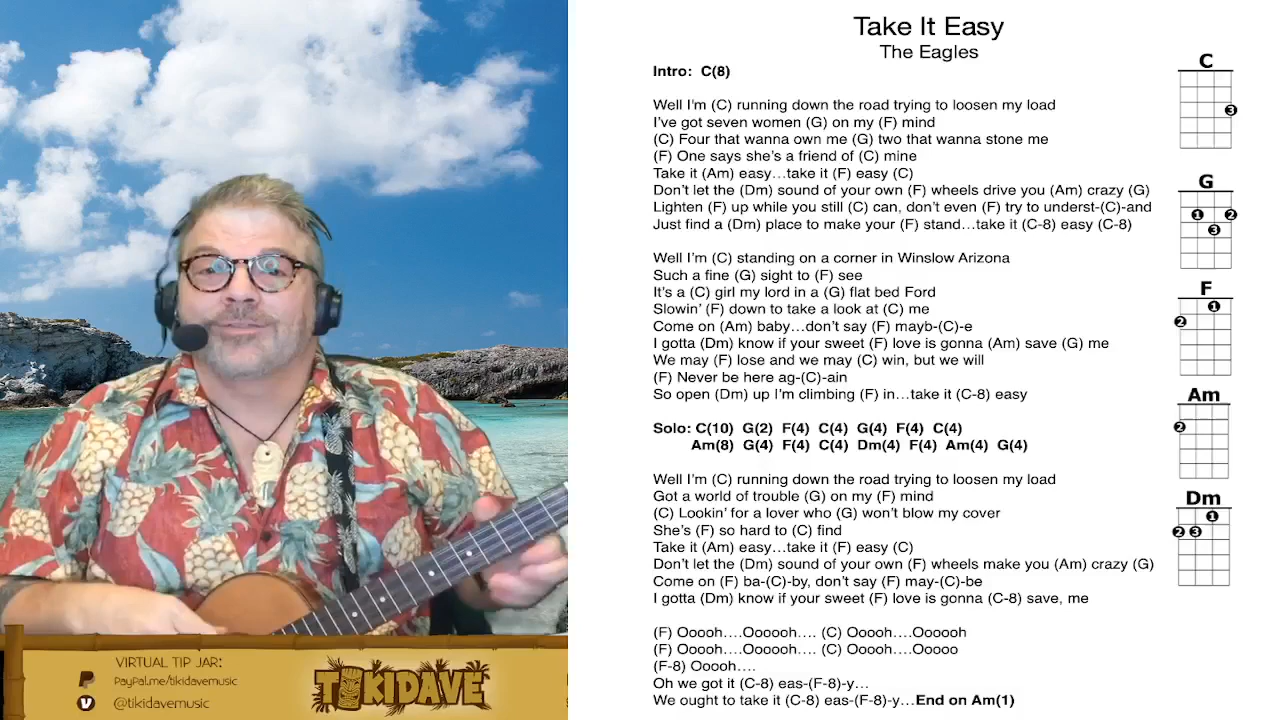 Take It Easy
The Eagles
Intro: C(8)
Well I'm (C) running down the road trying to loosen my load
I've got seven women (G) on my (F) mind
(C) Four that wanna own me (G) two that wanna stone me
(F) One says she's a friend of (C) mine
Take it (Am) easy…take it (F) easy (C)
Don't let the (Dm) sound of your own (F) wheels drive you (Am) crazy (G)
Lighten (F) up while you still (C) can, don't even (F) try to underst-(C)-and
Just find a (Dm) place to make your (F) stand…take it (C-8) easy (C-8)
Well I'm (C) standing on a corner in Winslow Arizona
Such a fine (G) sight to (F) see
It's a (C) girl my lord in a (G) flat bed Ford
Slowin' (F) down to take a look at (C) me
Come on (Am) baby…don't say (F) mayb-(C)-e
I gotta (Dm) know if your sweet (F) love is gonna (Am) save (G) me
We may (F) lose and we may (C) win, but we will
(F) Never be here ag-(C)-ain
So open (Dm) up I'm climbing (F) in…take it (C-8) easy
Solo: C(10) G(2) F(4) C(4) G(4) F(4) C(4)
Am(8) G(4) F(4) C(4) Dm(4) F(4) Am(4) G(4)
Well I'm (C) running down the road trying to loosen my load
Got a world of trouble (G) on my (F) mind
(C) Lookin' for a lover who (G) won't blow my cover
She's (F) so hard to (C) find
Take it (Am) easy…take it (F) easy (C)
Don't let the (Dm) sound of your own (F) wheels make you (Am) crazy (G)
Come on (F) ba-(C)-by, don't say (F) may-(C)-be
I gotta (Dm) know if your sweet (F) love is gonna (C-8) save, me
(F) Ooooh….Oooooh…. (C) Ooooh….Oooooh
(F) Ooooh….Oooooh…. (C) Ooooh….Ooooo
(F-8) Ooooh….
Oh we got it (C-8) eas-(F-8)-y…
We ought to take it (C-8) eas-(F-8)-y…End on Am(1)
C
3
G
1 2
3
F
1
2
Am
2
Dm
1
2 3
VIRTUAL TIP JAR:
PayPal.me/tikidavemusic
@tikidavemusic
TIKIDAVE